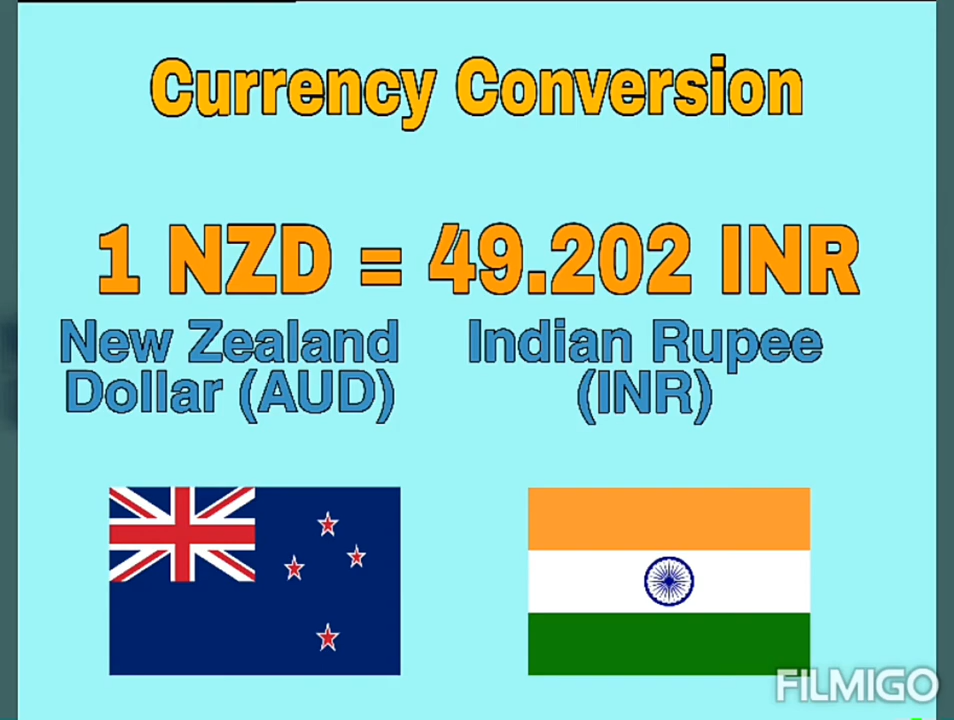 Currency Conversion
1 NZD = 49.202 INR
New Zealand Indian Rupee
Dollar (AUD) (INR)
FILMIGO